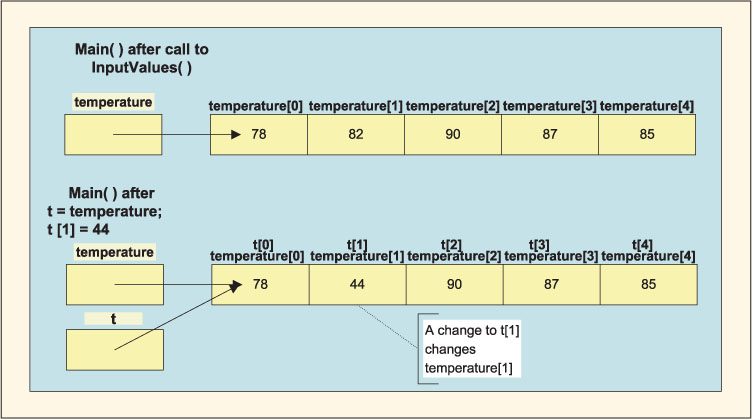 Main( ) after call to
InputValues( )
temperature
temperature[0] temperature[1] temperature[2] temperature[3] temperature[4]
78 82 90 87 85
Main( ) after
t = temperature;
t [1] = 44
temperature
t[0] t[1] t[2] t[3] t[4]
temperature[0] temperature[1] temperature[2] temperature[3] temperature[4]
78 44 90 87 85
t
A change to t[1]
changes
temperature[1]